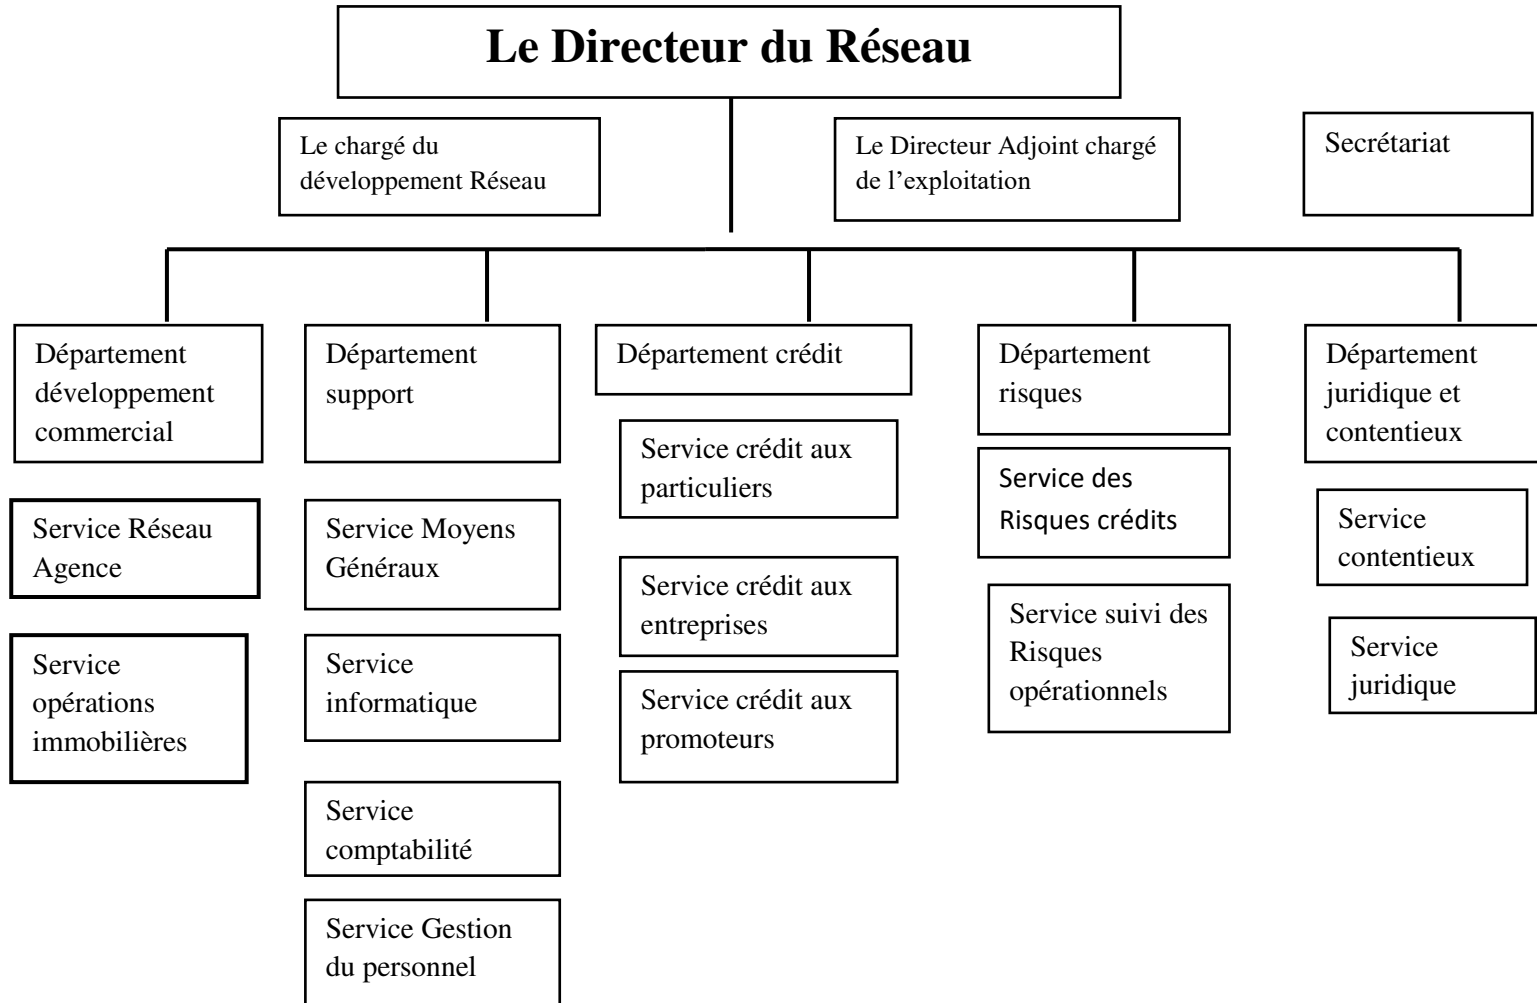 Le Directeur du Réseau
Le chargé du
développement Réseau
Le Directeur Adjoint chargé
de l’exploitation
Secrétariat
Département
développement
commercial
Service Réseau
Agence
Service
opérations
immobilières
Département
support
Service Moyens
Généraux
Service
informatique
Service
comptabilité
Service Gestion
du personnel
Département crédit
Service crédit aux
particuliers
Service crédit aux
entreprises
Service crédit aux
promoteurs
Département
risques
Service des
Risques crédits
Service suivi des
Risques
opérationnels
Département
juridique et
contentieux
Service
contentieux
Service
juridique